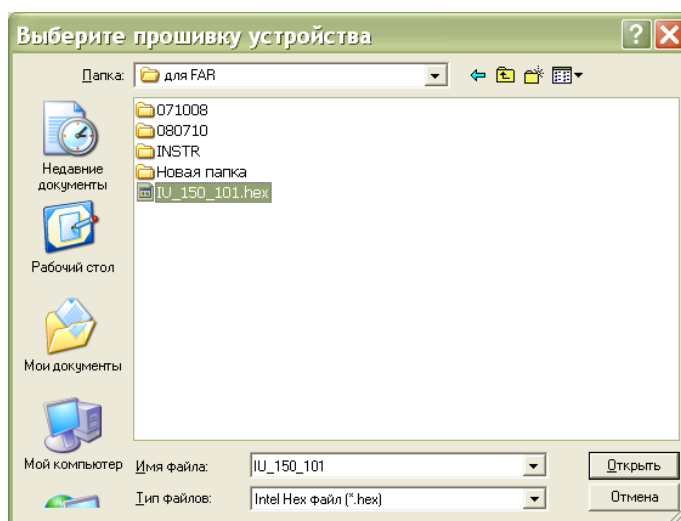 Выберите прошивку устройства
Папка: для FAR
071008
080710
INSTR
Новая папка
IU_150_101.hex
Недавние
документы
Рабочий стол
Мои документы
Мой компьютер
Имя файла: IU_150_101 Открыть
Тип файлов: Intel Hex файл (*.hex) Отмена